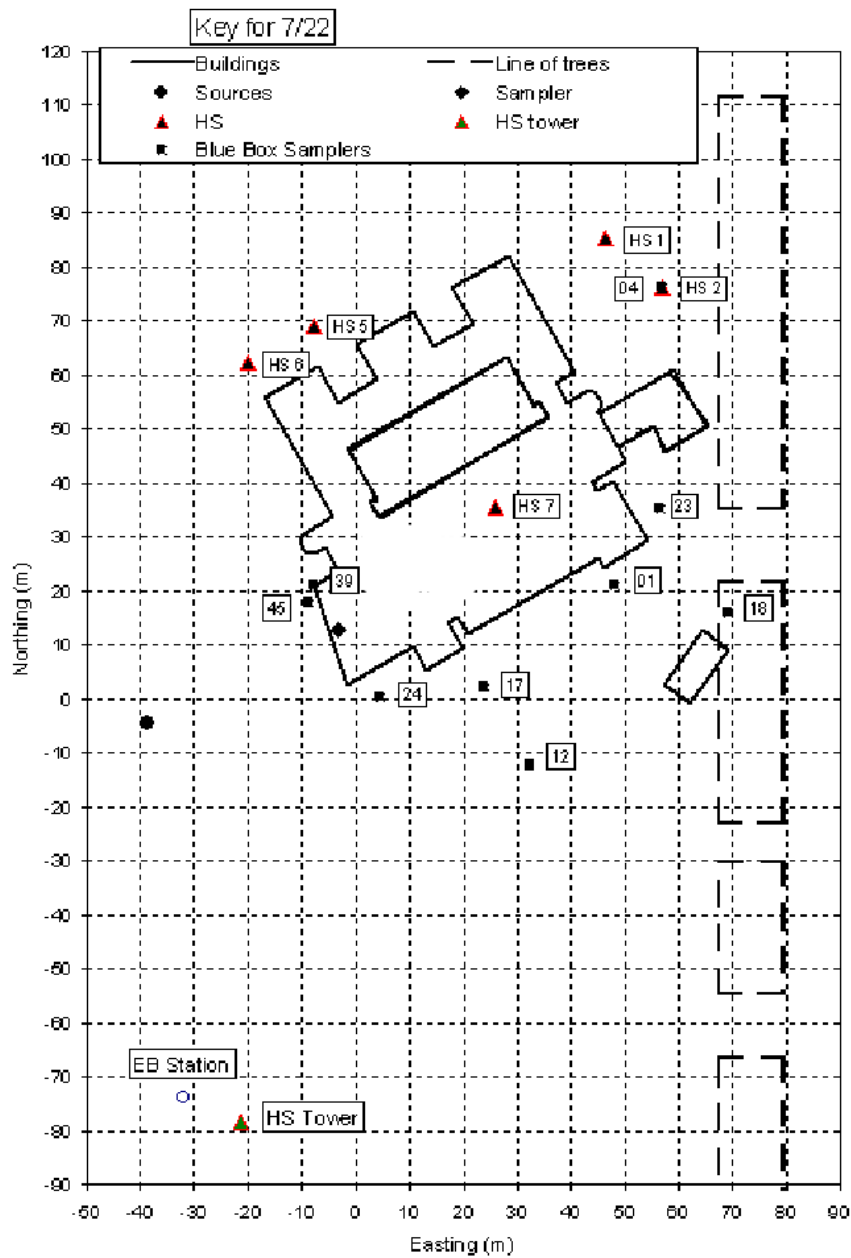 Key for 7/22
Buildings
Line of trees
Sources
Sampler
HS
HS tower
Blue Box Samplers
120
110
100
90
80
70
60
50
40
30
20
10
0
-10
-20
-30
-40
-50
-60
-70
-80
-90
Northing (m)
HS 1
04
HS 2
HS 5
HS 6
HS 7
23
39
01
45
18
24
17
12
EB Station
HS Tower
-50 -40 -30 -20 -10 0 10 20 30 40 50 60 70 80 90
Easting (m)